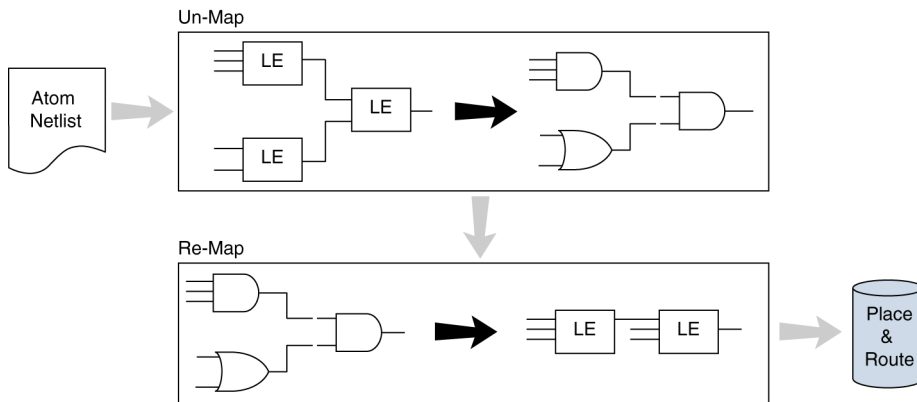 Un-Map
LE
LE
LE
Atom
Netlist
Re-Map
LE
LE
Place
&
Route